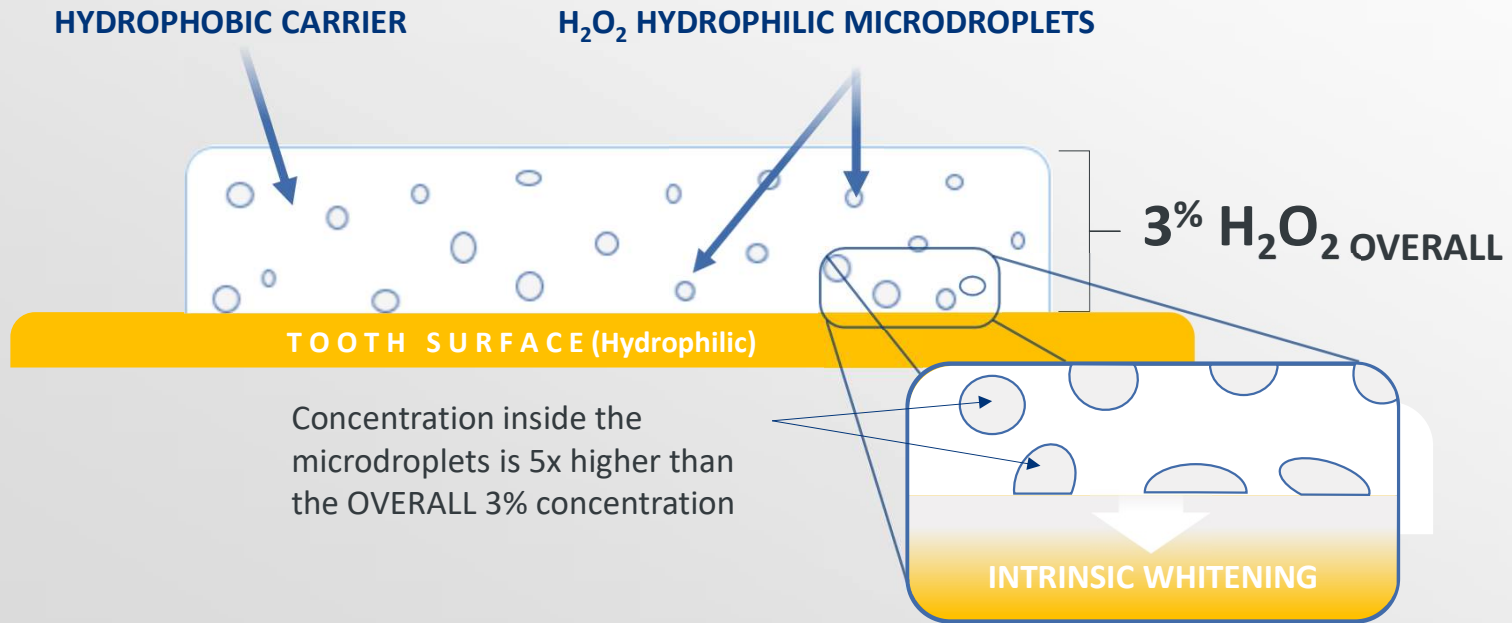 HYDROPHOBIC CARRIER
H₂O₂ HYDROPHILIC MICRODROPLETS
3% H₂O₂ OVERALL
TOOTH SURFACE (Hydrophilic)
Concentration inside the
microdroplets is 5x higher than
the OVERALL 3% concentration
INTRINSIC WHITENING